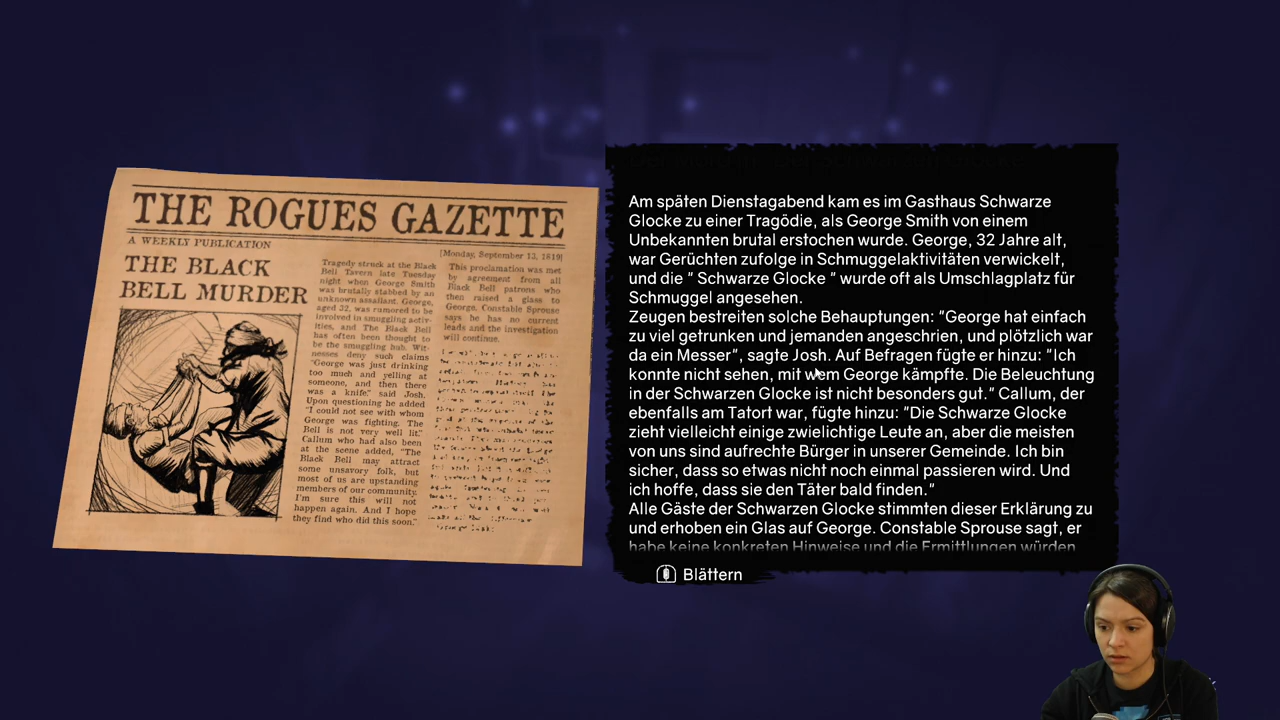 THE ROGUES GAZETTE
A WEEKLY PUBLICATION
[Monday, September 13, 1819]
THE BLACK
BELL MURDER
Tragedy struck at the Black
Bell Tavern late Tuesday
night when George Smith
was brutally stabbed by an
unknown assailant. George,
aged 32, was rumored to be
involved in smuggling activ-
ities, and The Black Bell
has often been thought to
be the smuggling hub. Wit-
nesses deny such claims
"George was just drinking
too much and yelling at
someone, and then there
was a knife." said Josh.
Upon questioning he added
"I could not see with whom
George was fighting. The
Bell is not very well lit."
Callum who had also been
at the scene added, "The
Black Bell may attract
some unsavory folk, but
most of us are upstanding
members of our community.
I'm sure this will not
happen again. And I hope
they find who did this soon."
This proclamation was met
by agreement from all
Black Bell patrons who
then raised a glass to
George, Constable Sprouse
says he has no current
leads and the investigation
will continue.
Am späten Dienstagabend kam es im Gasthaus Schwarze
Glocke zu einer Tragödie, als George Smith von einem
Unbekannten brutal erstochen wurde. George, 32 Jahre alt,
war Gerüchten zufolge in Schmuggelaktivitäten verwickelt,
und die " Schwarze Glocke " wurde oft als Umschlagplatz für
Schmuggel angesehen.
Zeugen bestreiten solche Behauptungen: "George hat einfach
zu viel getrunken und jemanden angeschrien, und plötzlich war
da ein Messer", sagte Josh. Auf Befragen fügte er hinzu: "Ich
konnte nicht sehen, mit wem George kämpfte. Die Beleuchtung
in der Schwarzen Glocke ist nicht besonders gut." Callum, der
ebenfalls am Tatort war, fügte hinzu: "Die Schwarze Glocke
zieht vielleicht einige zwielichtige Leute an, aber die meisten
von uns sind aufrechte Bürger in unserer Gemeinde. Ich bin
sicher, dass so etwas nicht noch einmal passieren wird. Und
ich hoffe, dass sie den Täter bald finden."
Alle Gäste der Schwarzen Glocke stimmten dieser Erklärung zu
und erhoben ein Glas auf George. Constable Sprouse sagt, er
habe keine konkreten Hinweise und die Ermittlungen würden
Blättern